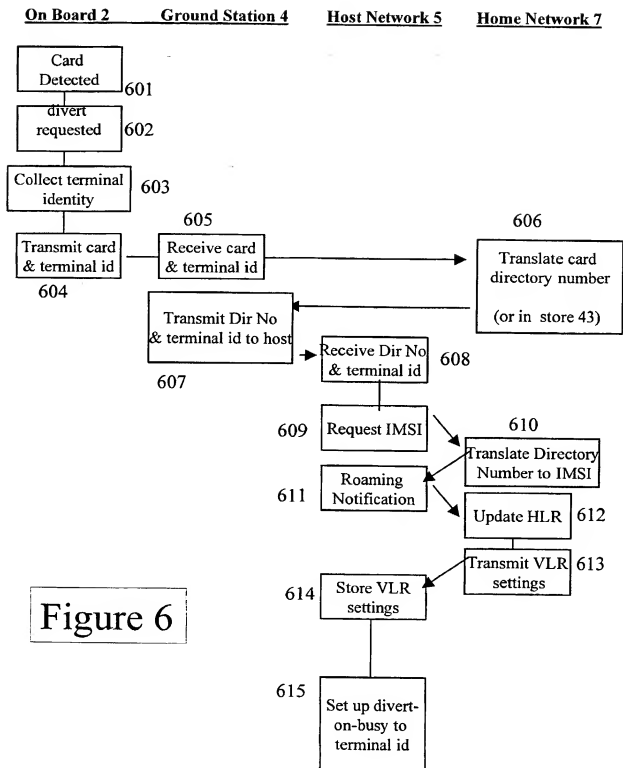 On Board 2 Ground Station 4 Host Network 5 Home Network 7
Card
Detected
601
divert
requested
602
Collect terminal
identity
603
Transmit card
& terminal id
604
605
Receive card
& terminal id
606
Translate card
directory number
(or in store 43)
Transmit Dir No
& terminal id to host
607
Receive Dir No
& terminal id
608
609
Request IMSI
610
Translate Directory
Number to IMSI
611
Roaming
Notification
Update HLR
612
Transmit VLR
settings
613
614
Store VLR
settings
615
Set up divert-
on-busy to
terminal id
Figure 6